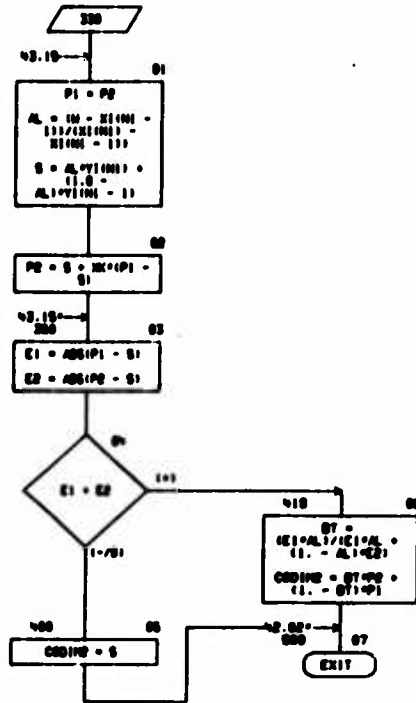 330
43.19
01
P1 = P2
AL = (N - XI(NI -
1))/(XI(NI) -
XI(NI - 1))
S = AL*YI(NI) +
(1.0 -
AL)*YI(NI - 1)
02
P2 = S + XK*(P1 -
S)
43.19*
03
E1 = ABS(P1 - S)
E2 = ABS(P2 - S)
04
E1 + E2
(+)
(-/0)
410
BT =
(E1*AL)/(E1*AL +
(1. - AL)*E2)
CODIM2 = BT*P2 +
(1. - BT)*P1
400
05
CODIM2 = S
42.02*
07
EXIT